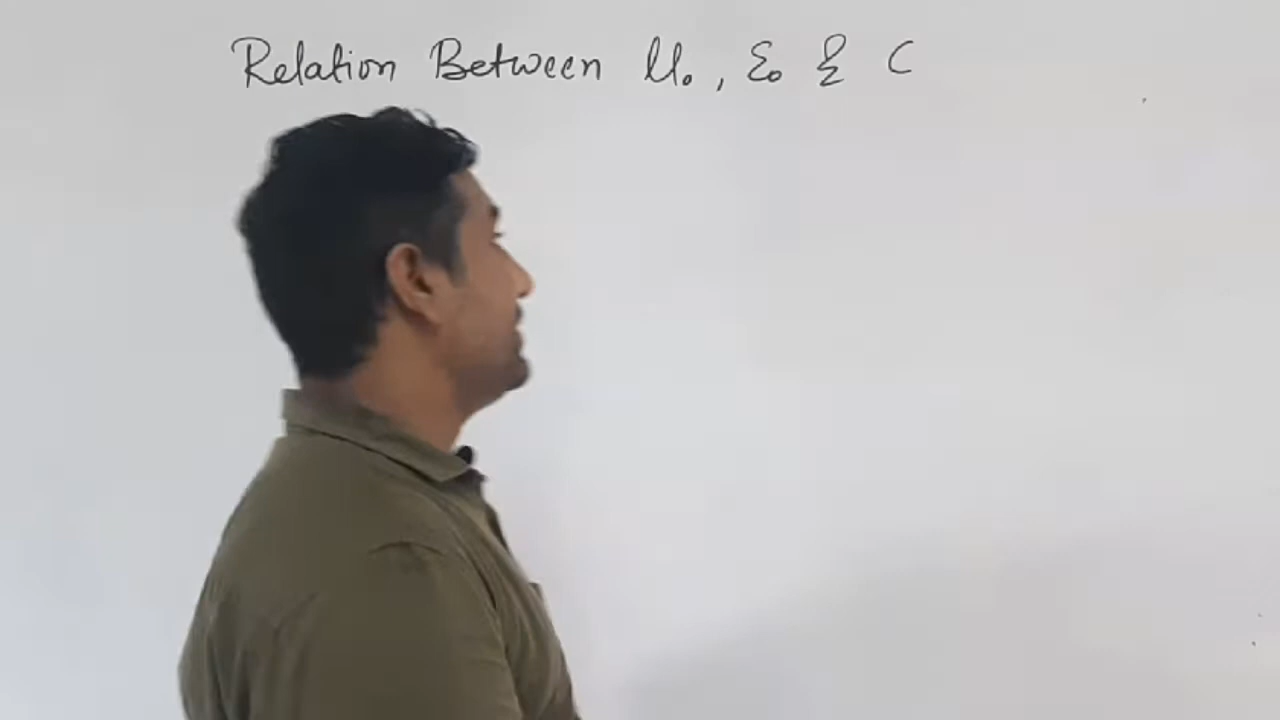 Relation Between μ₀, ε₀ & C